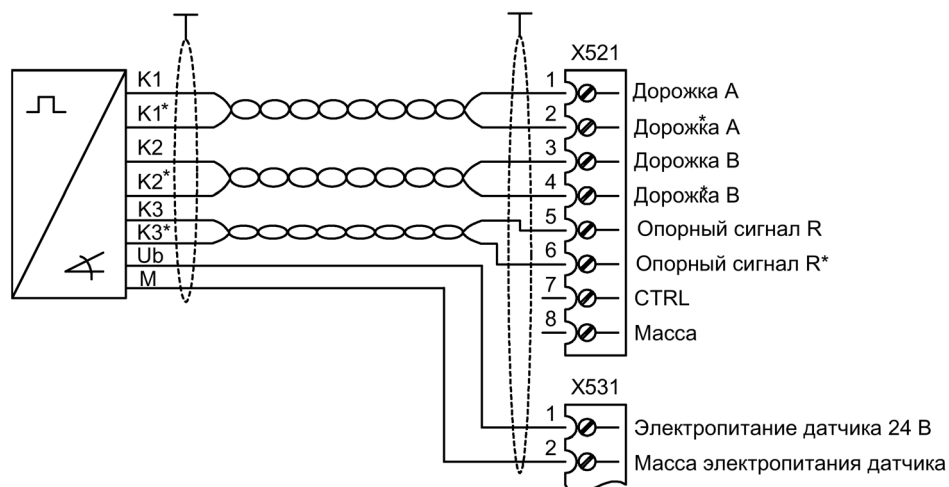 X521
K1
1
Дорожка A
K1*
2
Дорожка* A
K2
3
Дорожка B
K2*
4
Дорожка* B
K3
5
Опорный сигнал R
K3*
6
Опорный сигнал R*
Ub
7
CTRL
M
8
Масса
X531
1
Электропитание датчика 24 В
2
Масса электропитания датчика